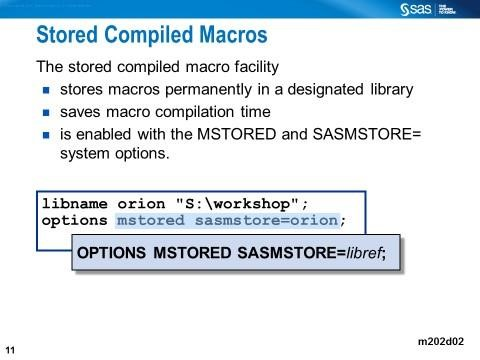 sas
THE
POWER
TO KNOW
Stored Compiled Macros
The stored compiled macro facility
stores macros permanently in a designated library
saves macro compilation time
is enabled with the MSTORED and SASMSTORE=
system options.
libname orion "S:\workshop";
options mstored sasmstore=orion;
OPTIONS MSTORED SASMSTORE=libref;
m202d02
11